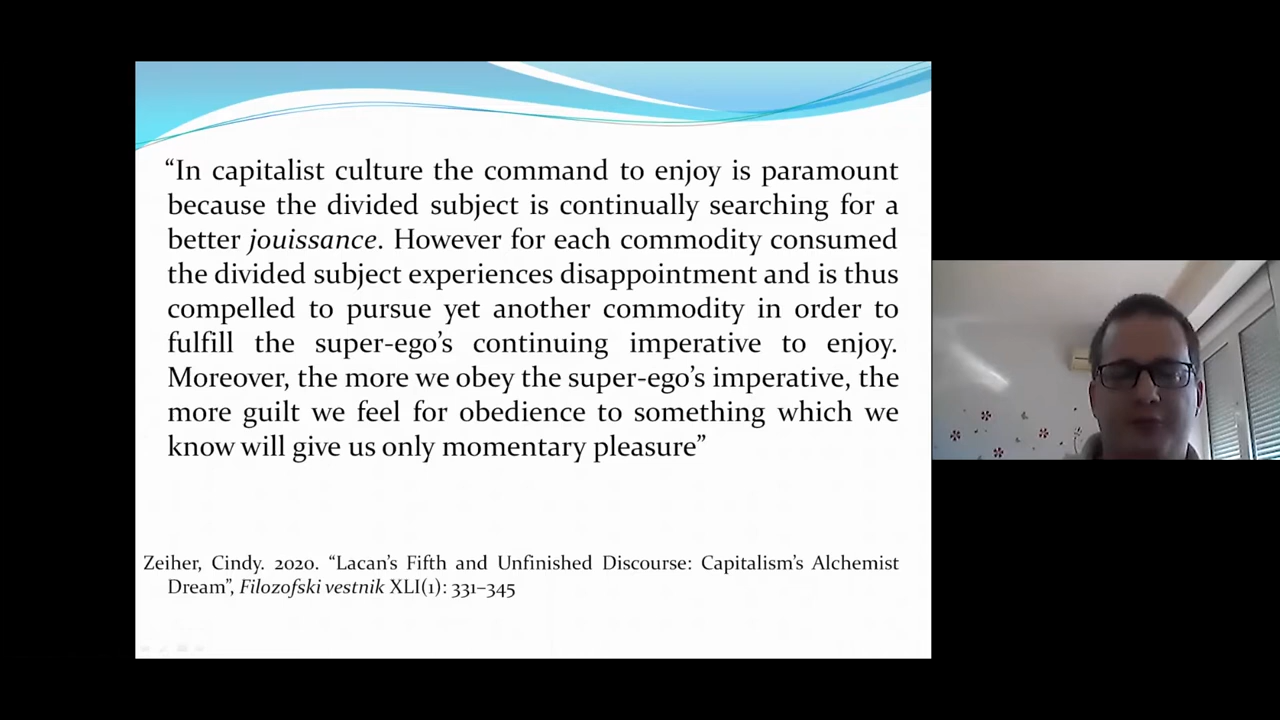 “In capitalist culture the command to enjoy is paramount
because the divided subject is continually searching for a
better jouissance. However for each commodity consumed
the divided subject experiences disappointment and is thus
compelled to pursue yet another commodity in order to
fulfill the super-ego’s continuing imperative to enjoy.
Moreover, the more we obey the super-ego’s imperative, the
more guilt we feel for obedience to something which we
know will give us only momentary pleasure”
Zeiher, Cindy. 2020. “Lacan’s Fifth and Unfinished Discourse: Capitalism’s Alchemist
Dream”, Filozofski vestnik XLI(1): 331–345